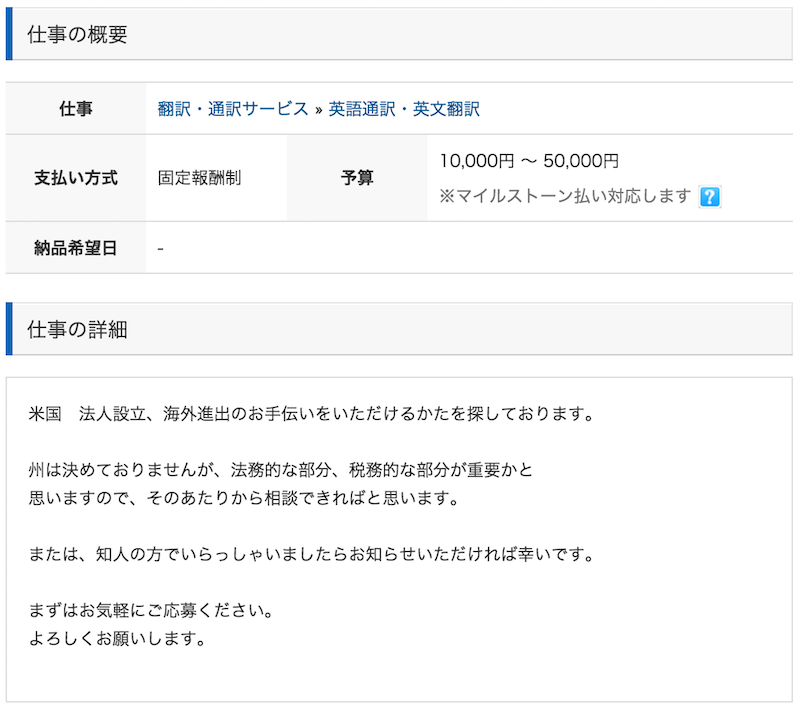 仕事の概要
仕事 翻訳・通訳サービス » 英語通訳・英文翻訳
支払い方式 固定報酬制 予算 10,000円 〜 50,000円
※マイルストーン払い対応します ?
納品希望日 -
仕事の詳細
米国　法人設立、海外進出のお手伝いをいただけるかたを探しております。
州は決めておりませんが、法務的な部分、税務的な部分が重要かと
思いますので、そのあたりから相談できればと思います。
または、知人の方でいらっしゃいましたらお知らせいただければ幸いです。
まずはお気軽にご応募ください。
よろしくお願いします。